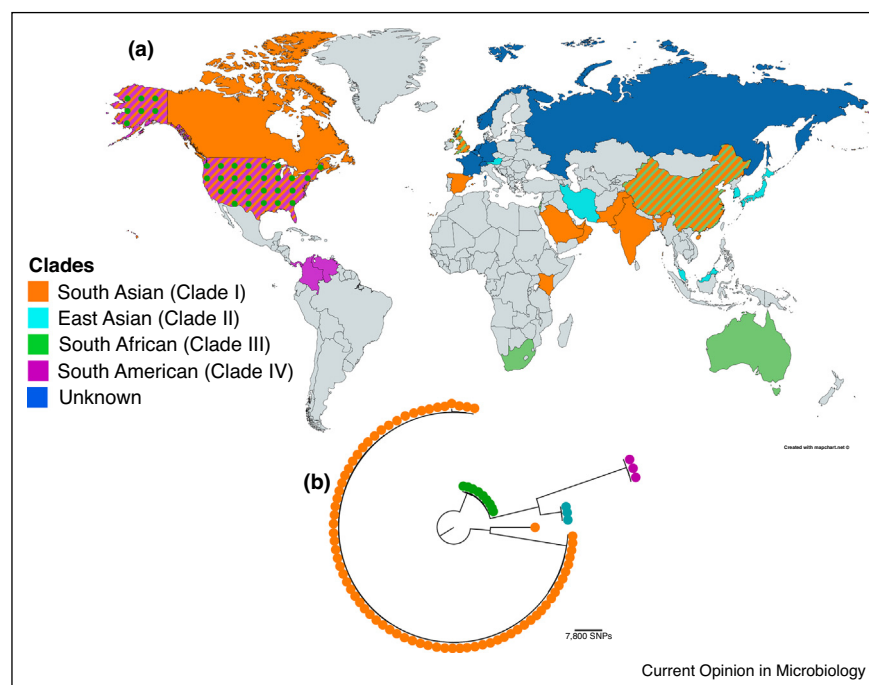 (a)
Clades
South Asian (Clade I)
East Asian (Clade II)
South African (Clade III)
South American (Clade IV)
Unknown
Created with mapchart.net ©
(b)
7,800 SNPs
Current Opinion in Microbiology